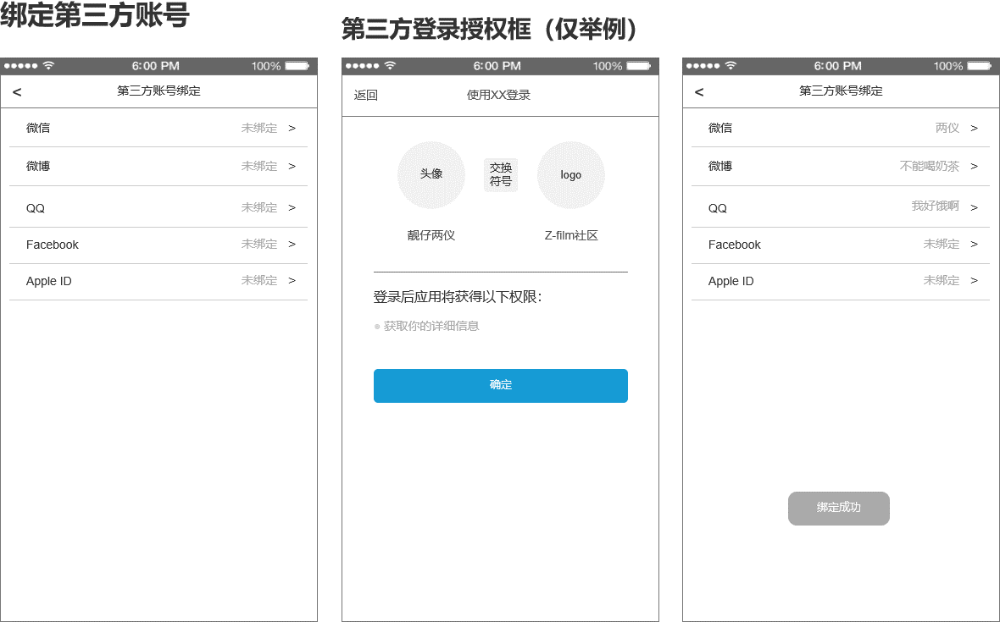 绑定第三方账号
第三方登录授权框（仅举例）
6:00 PM
100%
<
第三方账号绑定
微信
未绑定 >
微博
未绑定 >
QQ
未绑定 >
Facebook
未绑定 >
Apple ID
未绑定 >
6:00 PM
100%
返回
使用XX登录
头像
交换
符号
logo
靓仔两仪
Z-film社区
登录后应用将获得以下权限：
获取你的详细信息
确定
6:00 PM
100%
<
第三方账号绑定
微信
两仪 >
微博
不能喝奶茶 >
QQ
我好饿啊 >
Facebook
未绑定 >
Apple ID
未绑定 >
绑定成功